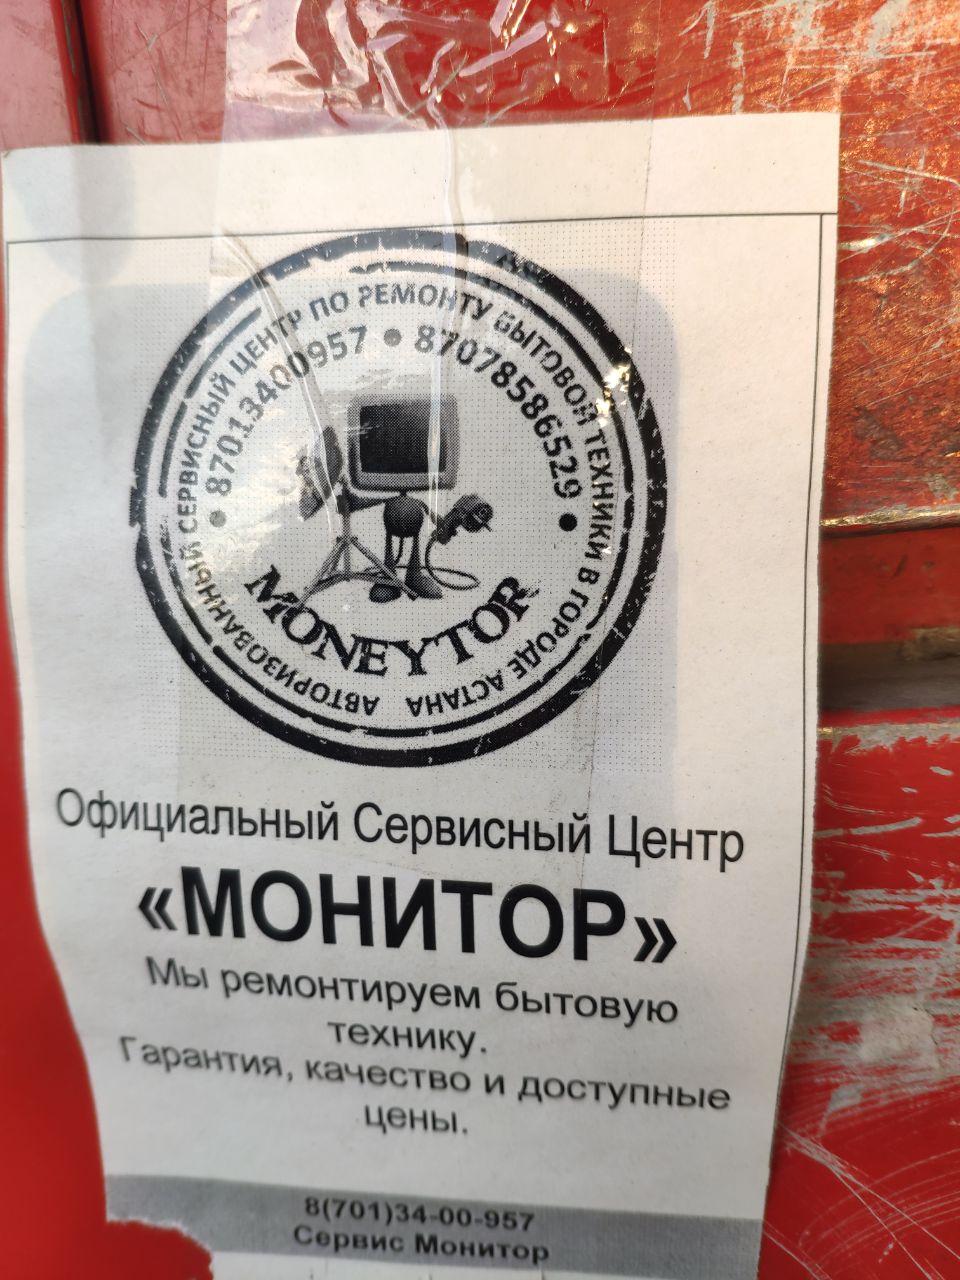 АВТОРИЗОВАННЫЙ СЕРВИСНЫЙ ЦЕНТР ПО РЕМОНТУ БЫТОВОЙ ТЕХНИКИ В ГОРОДЕ АСТАНА
• 87013400957 • 87078586529 •
MONEYTOR
Официальный Сервисный Центр
«МОНИТОР»
Мы ремонтируем бытовую
технику.
Гарантия, качество и доступные
цены.
8(701)34-00-957
Сервис Монитор